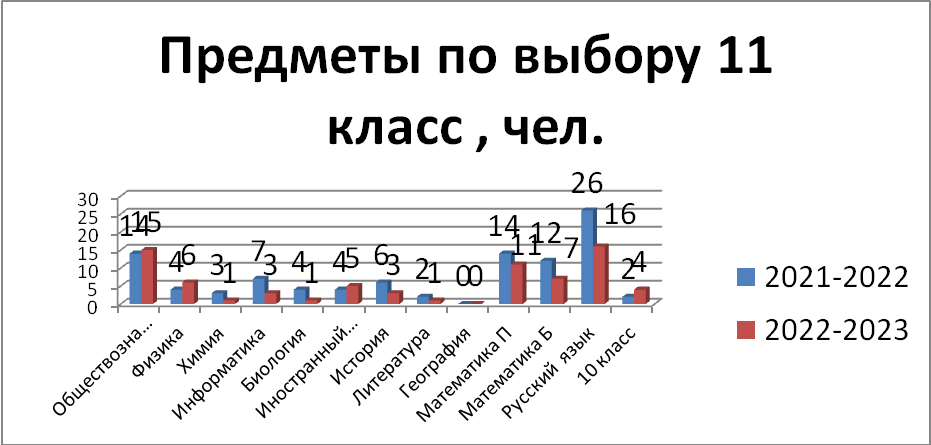 Предметы по выбору 11
класс , чел.
30
25
20
15
10
5
0
14 15
4 6
3 1
7 3
4 1
4 5
6 3
2 1
0 0
14 11
12 7
26 16
2 4
Обществозна...
Физика
Химия
Информатика
Биология
Иностранный...
История
Литература
География
Математика П
Математика Б
Русский язык
10 класс
2021-2022
2022-2023